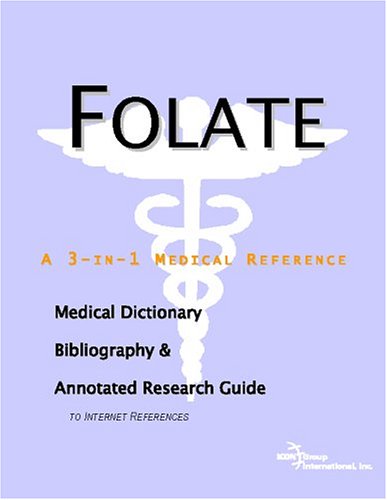 FOLATE
A 3-IN-1 MEDICAL REFERENCE
Medical Dictionary
Bibliography &
Annotated Research Guide
TO INTERNET REFERENCES
ICON Group
International, Inc.